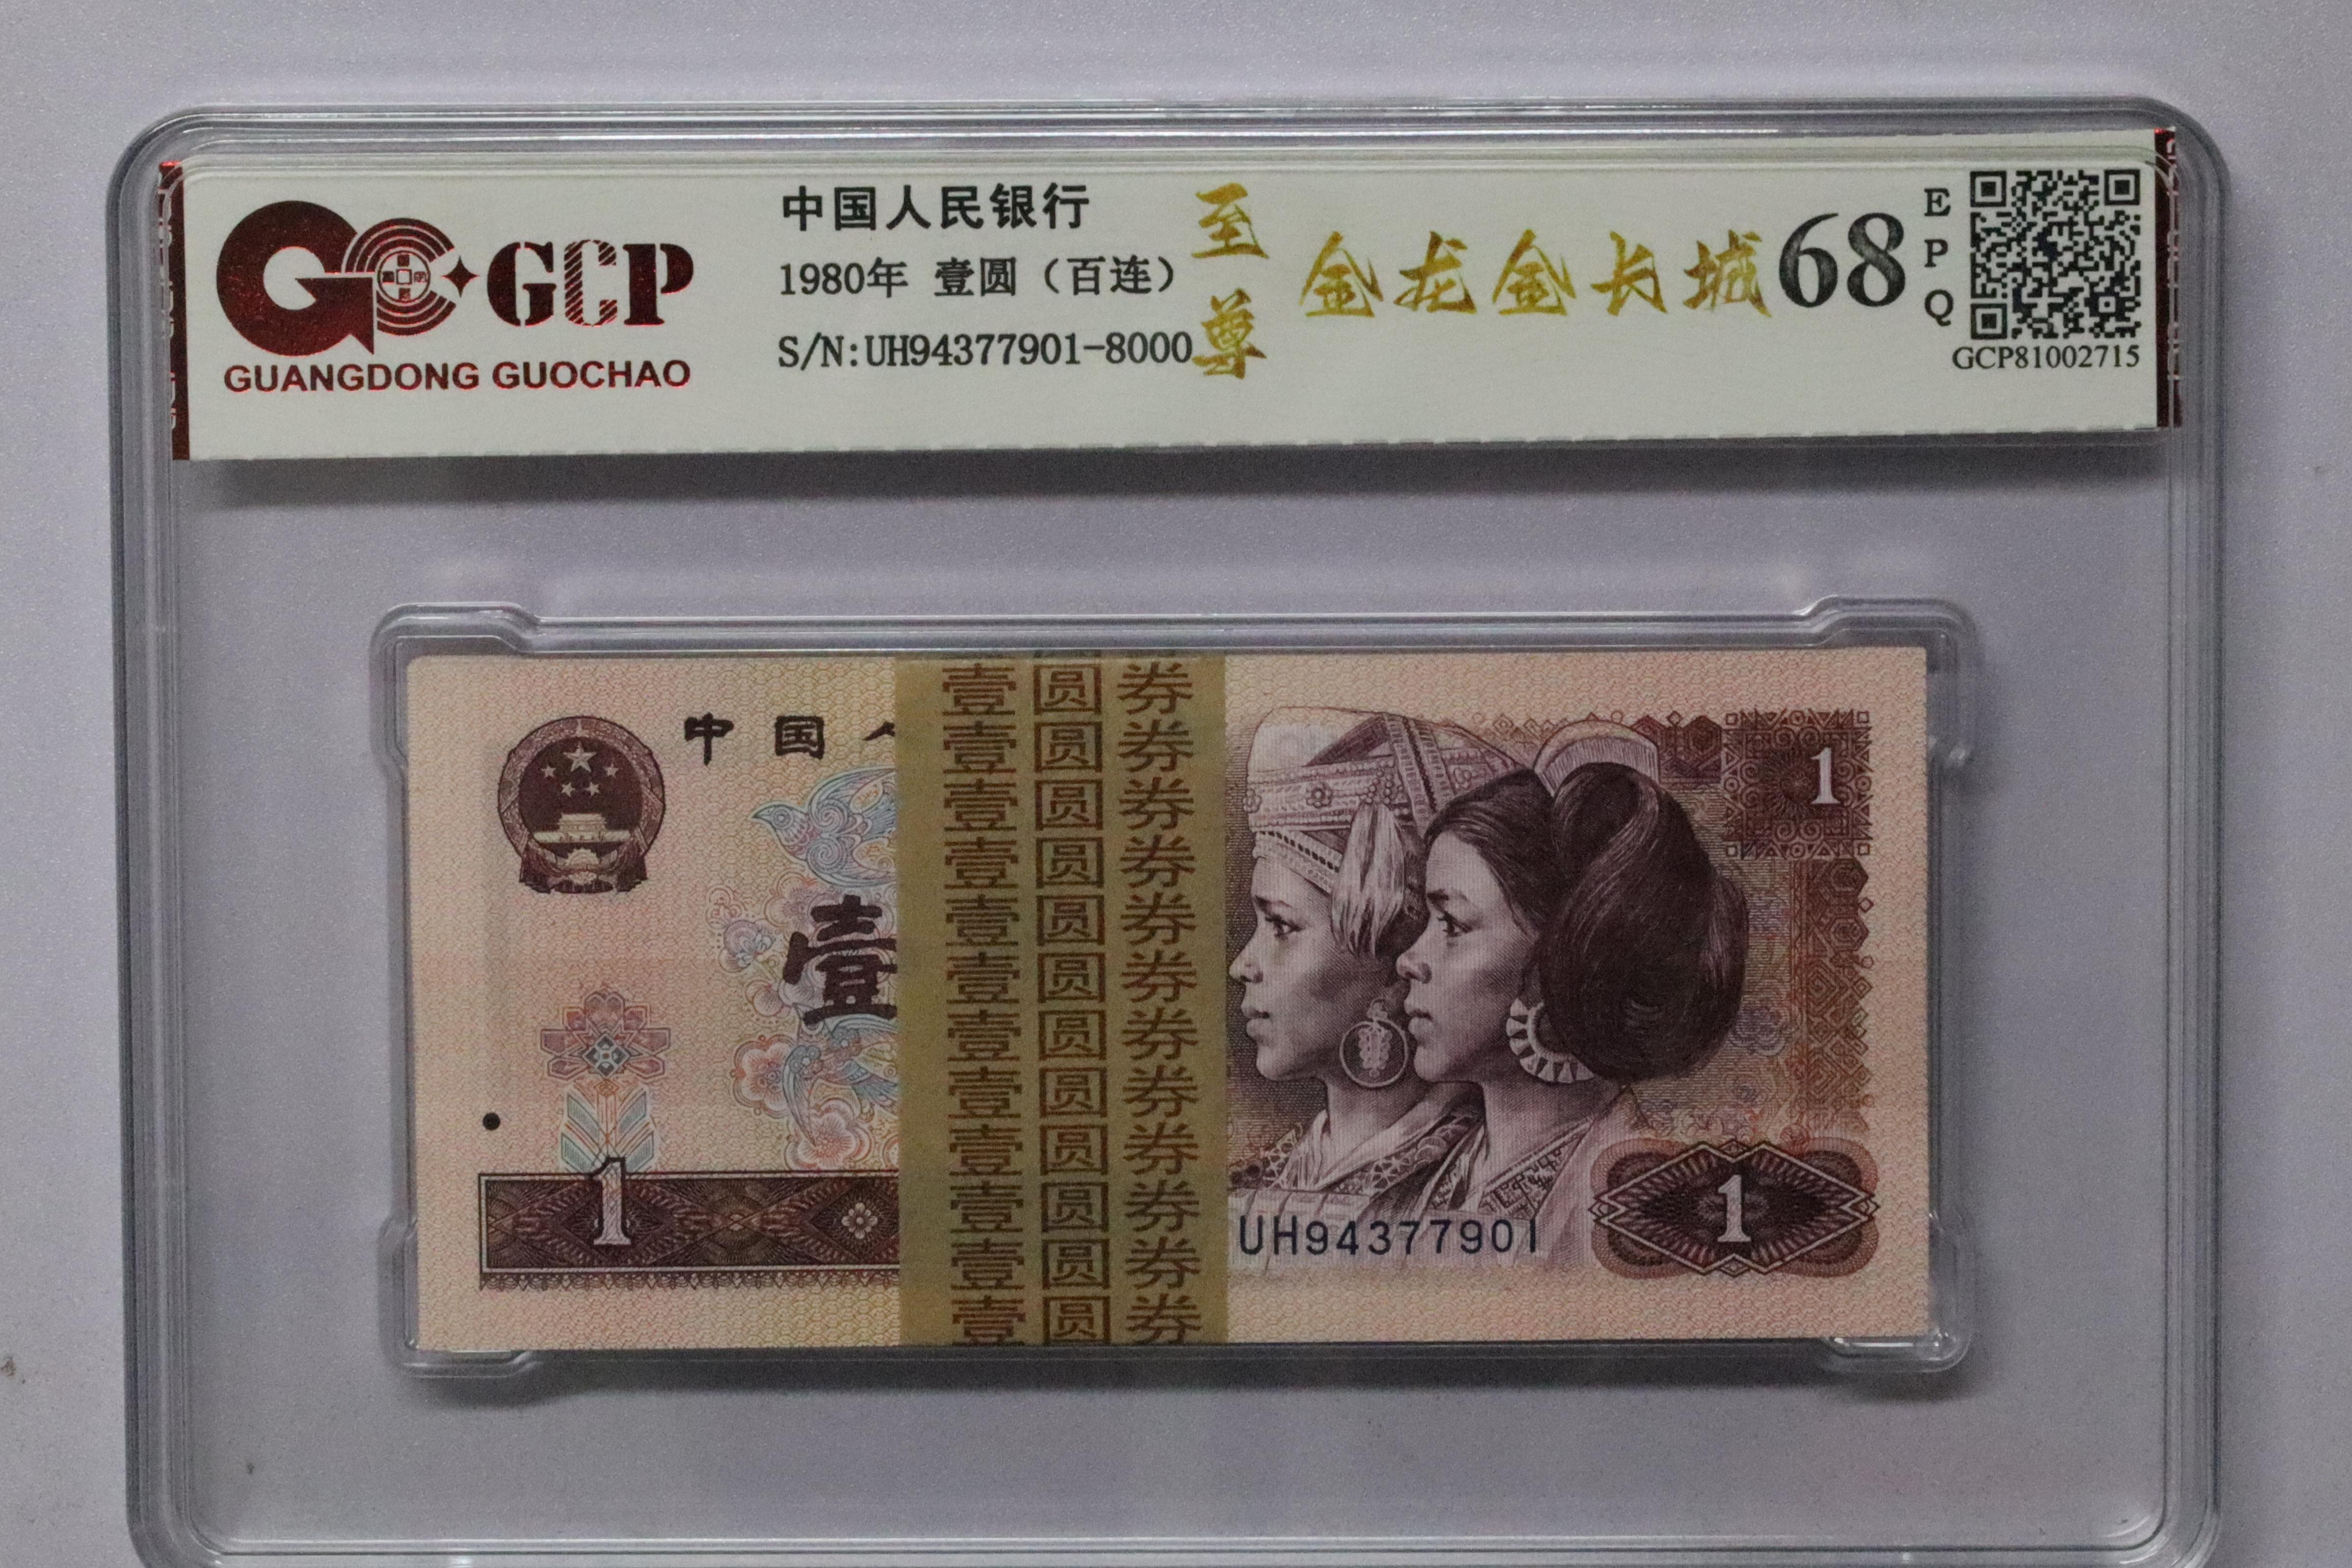 GCP
GUANGDONG GUOCHAO
中国人民银行
1980年 壹圆（百连）
S/N:UH94377901-8000
至尊
金龙金长城
68
EPQ
GCP81002715
中国人
壹
1
壹圆券
壹圆券
壹圆券
壹圆券
壹圆券
壹圆券
壹圆券
壹圆券
壹圆券
壹圆券
壹圆券
壹圆券
1
UH94377901
1